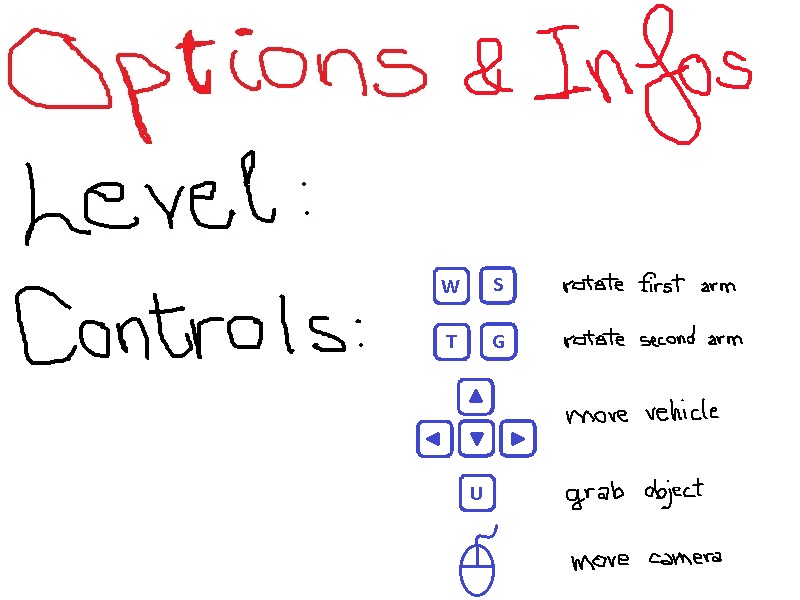 Options & Infos
Level:
Controls:
W S rotate first arm
T G rotate second arm
▲
◄ ▼ ► move vehicle
U grab object
move camera